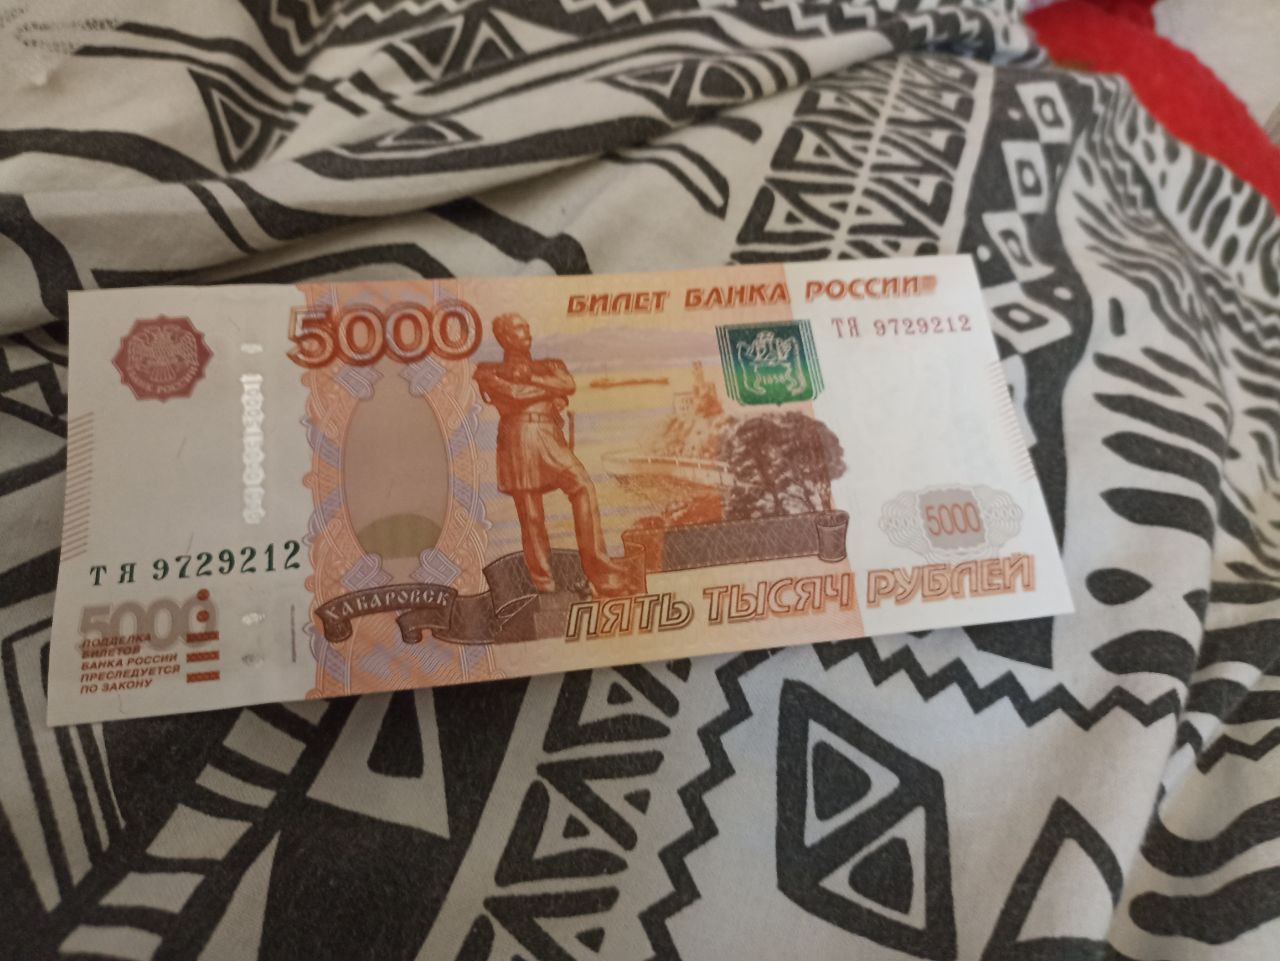 БИЛЕТ БАНКА РОССИИ
ТЯ 9729212
5000
1858
5000
ХАБАРОВСК
ПЯТЬ ТЫСЯЧ РУБЛЕЙ
ТЯ 9729212
5000
ПОДДЕЛКА
БИЛЕТОВ
БАНКА РОССИИ
ПРЕСЛЕДУЕТСЯ
ПО ЗАКОНУ